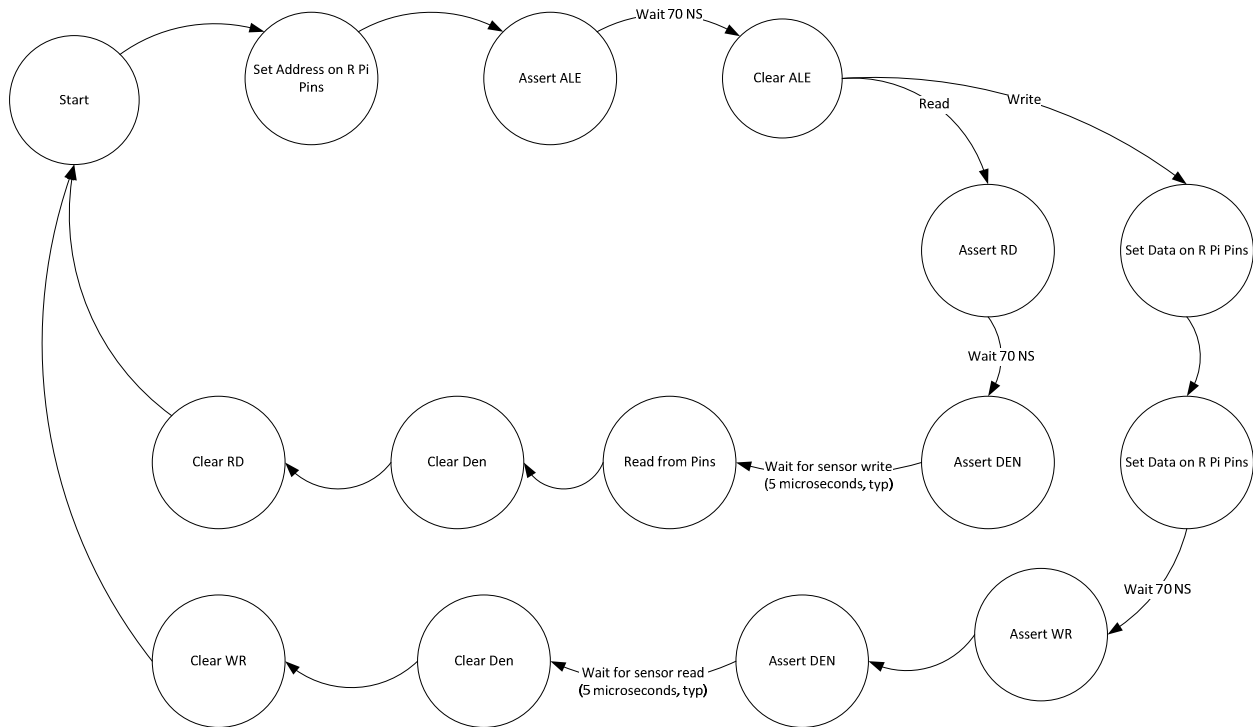 Start
Set Address on R Pi
Pins
Assert ALE
Wait 70 NS
Clear ALE
Read
Write
Assert RD
Set Data on R Pi Pins
Wait 70 NS
Clear RD
Clear Den
Read from Pins
Wait for sensor write
(5 microseconds, typ)
Assert DEN
Set Data on R Pi Pins
Wait 70 NS
Clear WR
Clear Den
Wait for sensor read
(5 microseconds, typ)
Assert DEN
Assert WR